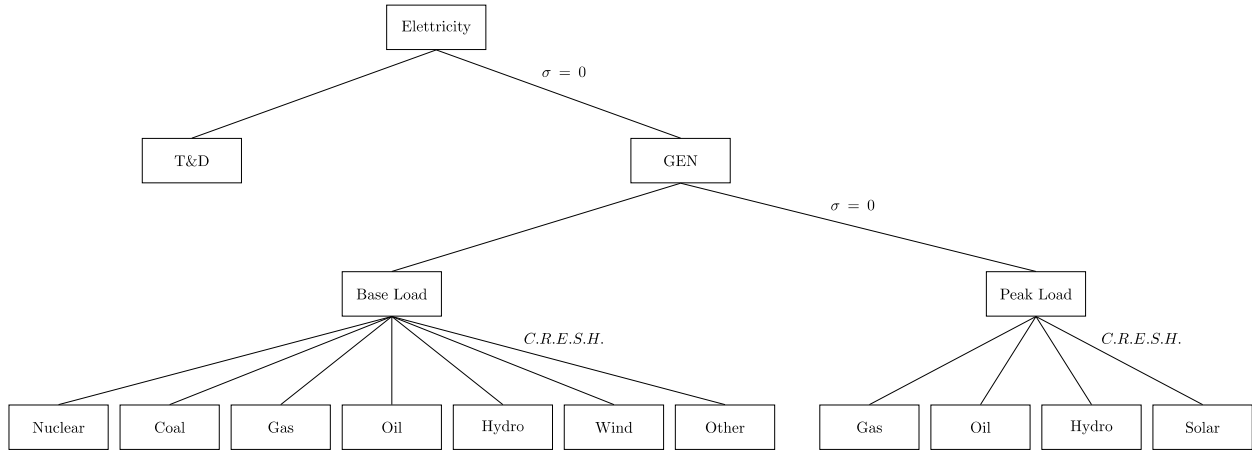 Elettricity
σ = 0
T&D
GEN
σ = 0
Base Load
Peak Load
C.R.E.S.H.
C.R.E.S.H.
Nuclear
Coal
Gas
Oil
Hydro
Wind
Other
Gas
Oil
Hydro
Solar